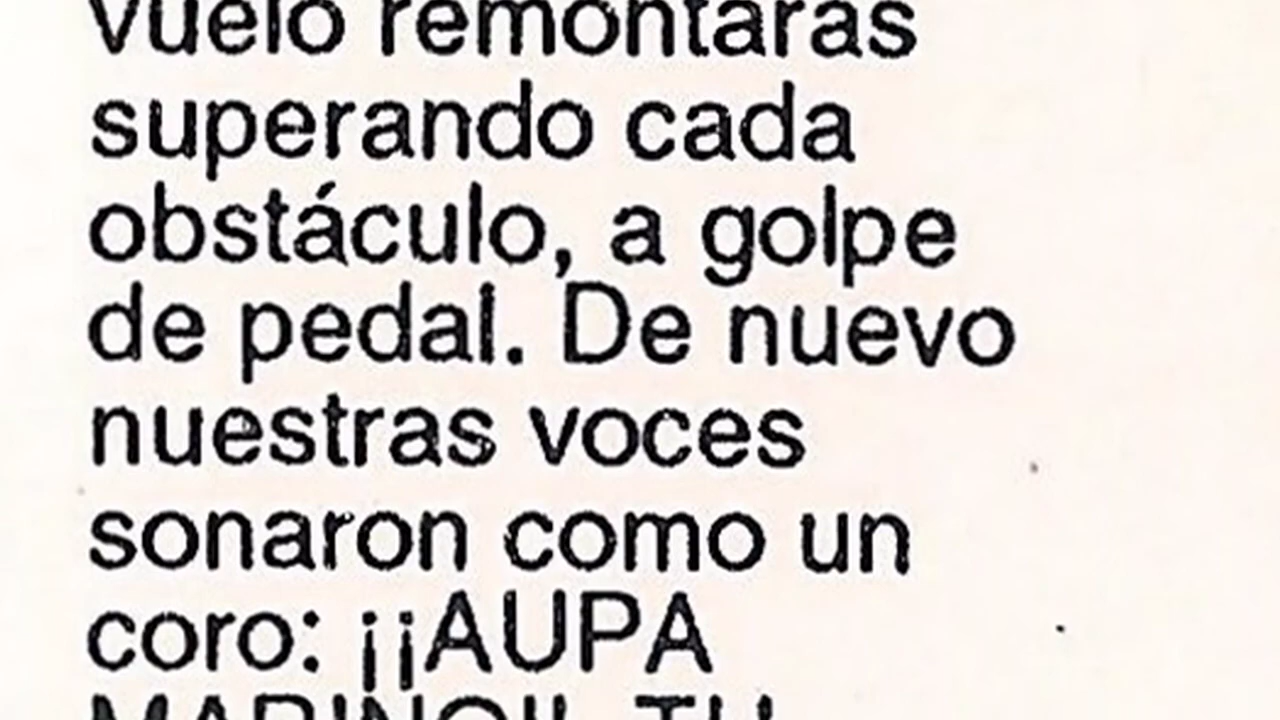 vuelo remontaras
superando cada
obstáculo, a golpe
de pedal. De nuevo
nuestras voces
sonaron como un
coro: ¡¡AUPA